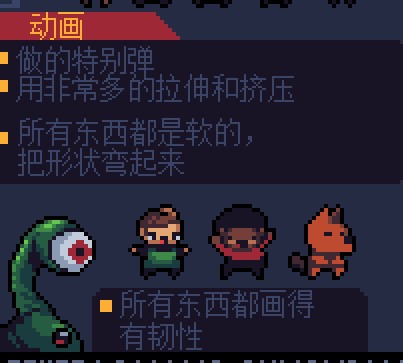 动画
做的特别弹
用非常多的拉伸和挤压
所有东西都是软的，
把形状弯起来
所有东西都画得
有韧性